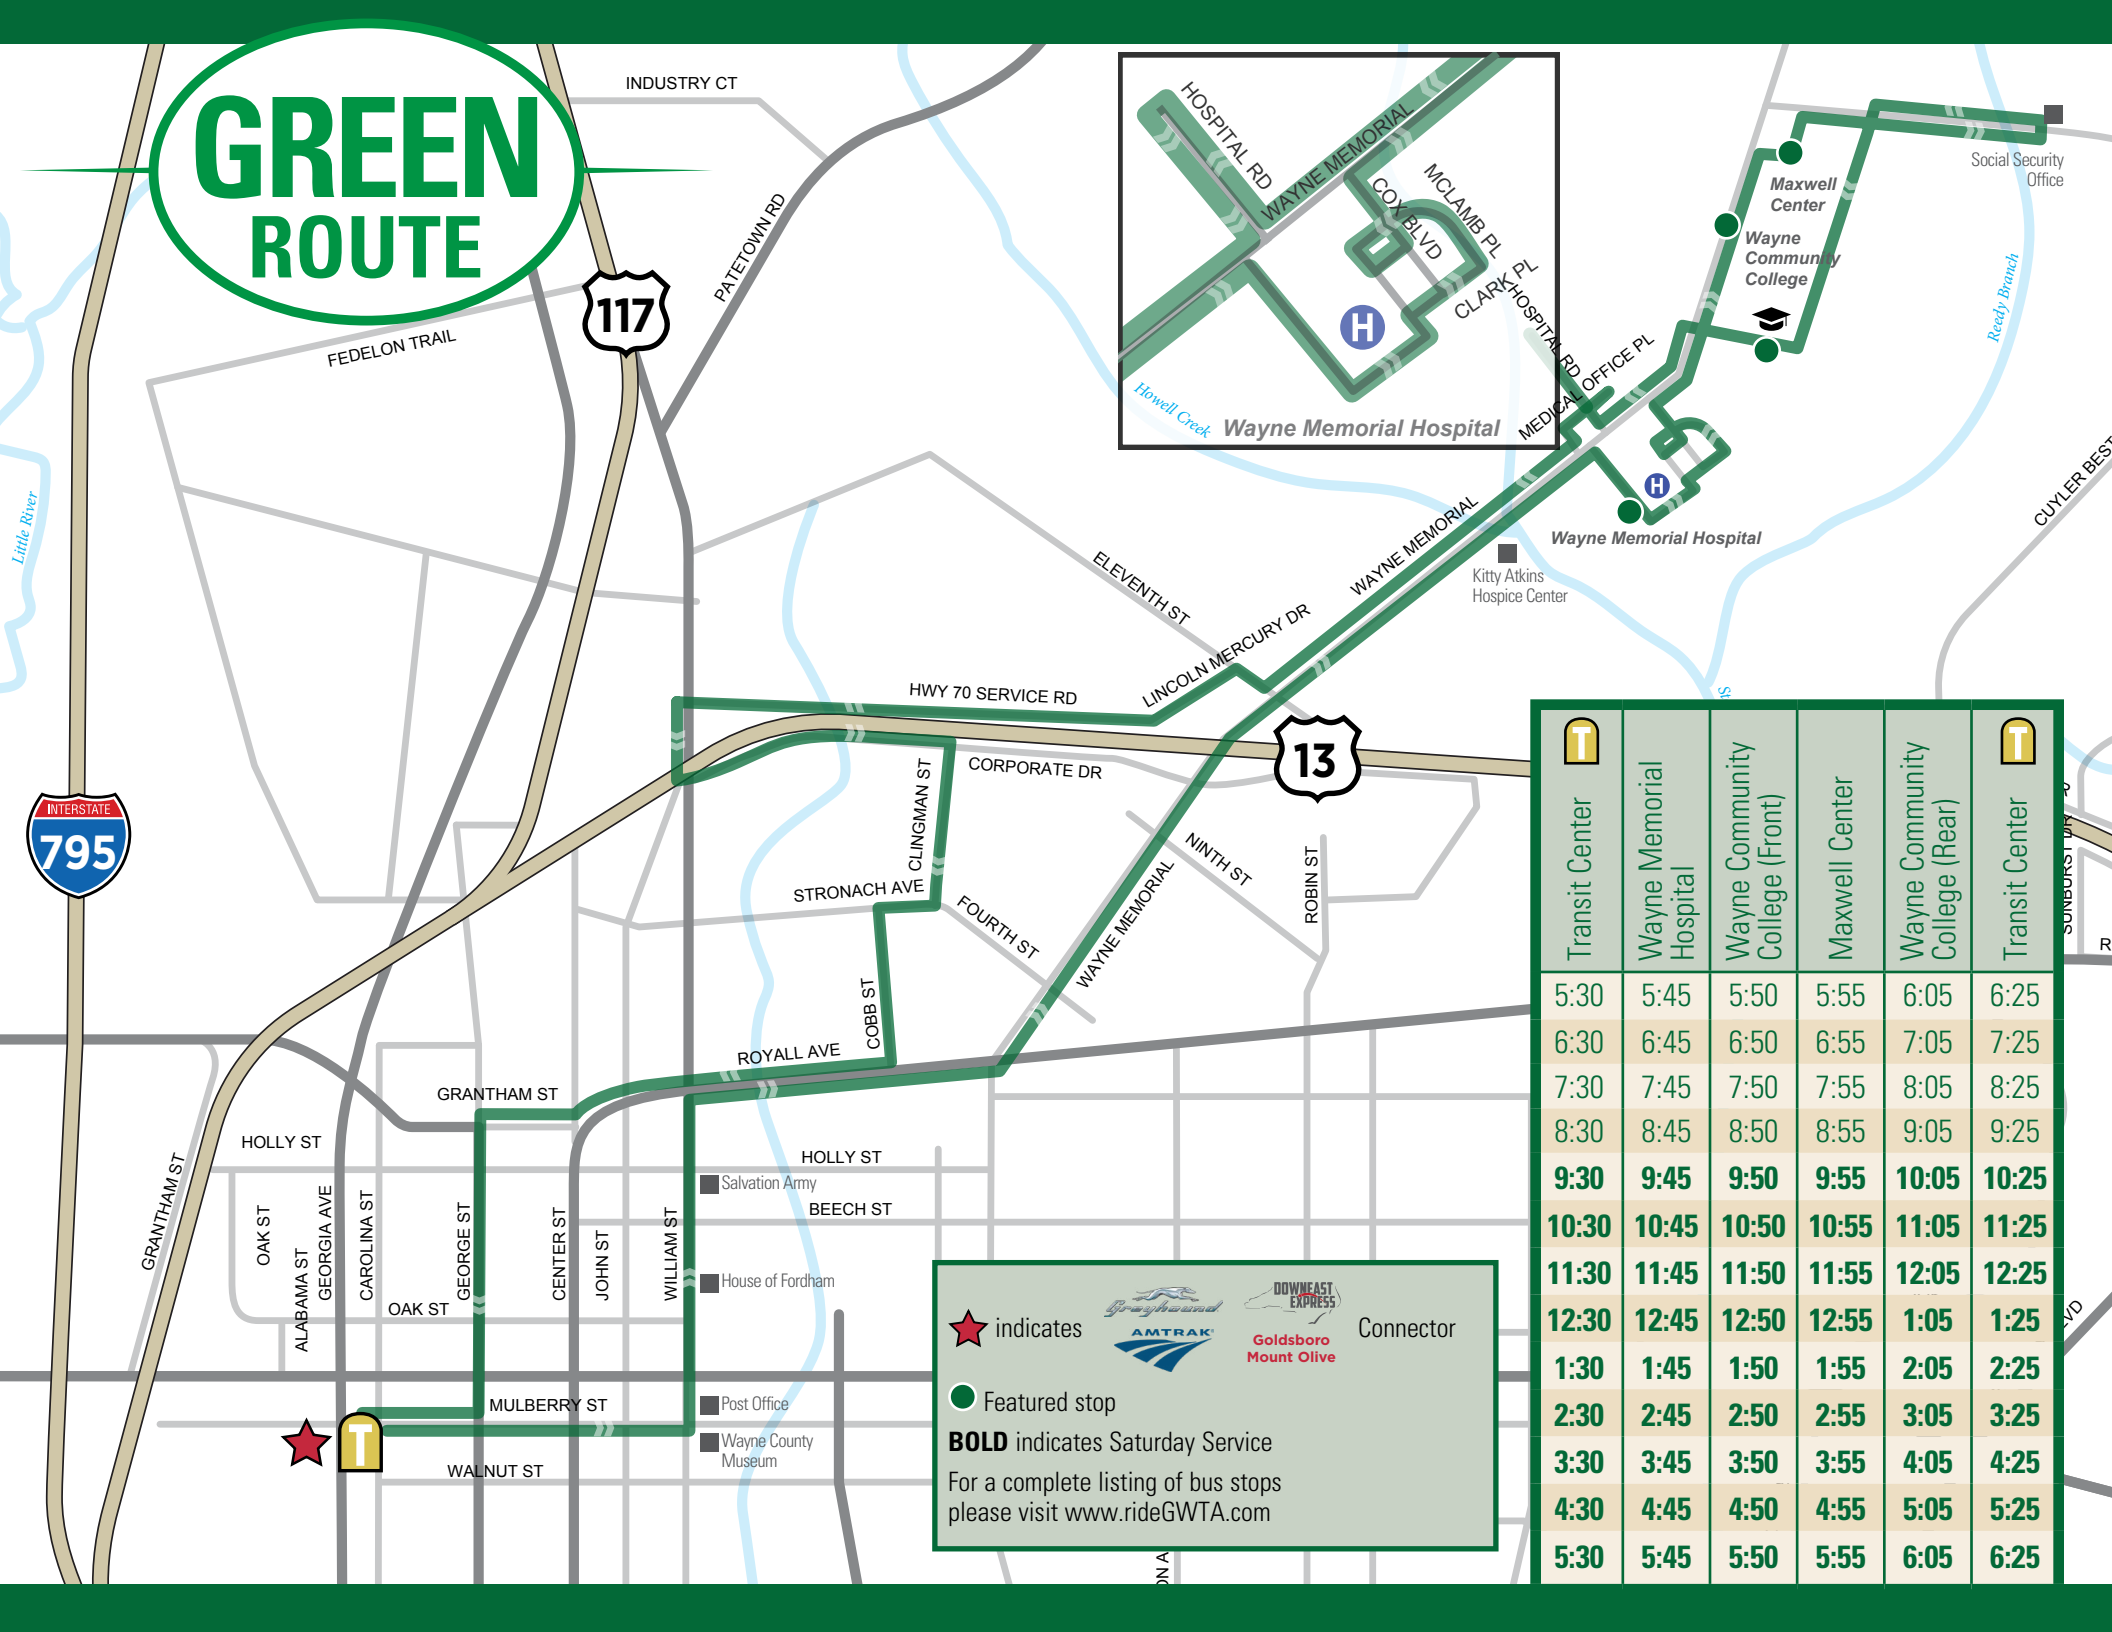 GREEN
ROUTE
INDUSTRY CT
PATETOWN RD
117
FEDELON TRAIL
Little River
INTERSTATE
795
HOSPITAL RD
WAYNE MEMORIAL
MCLAMB PL
COX BLVD
CLARK PL
H
Howell Creek
Wayne Memorial Hospital
HOSPITAL RD
MEDICAL OFFICE PL
Social Security
Office
Maxwell
Center
Wayne
Community
College
Reedy Branch
CUYLER BEST
H
Wayne Memorial Hospital
Kitty Atkins
Hospice Center
WAYNE MEMORIAL
ELEVENTH ST
LINCOLN MERCURY DR
HWY 70 SERVICE RD
St
13
CORPORATE DR
CLINGMAN ST
NINTH ST
ROBIN ST
STRONACH AVE
FOURTH ST
WAYNE MEMORIAL
COBB ST
ROYALL AVE
GRANTHAM ST
HOLLY ST
HOLLY ST
Salvation Army
BEECH ST
GRANTHAM ST
OAK ST
ALABAMA ST
GEORGIA AVE
CAROLINA ST
GEORGE ST
CENTER ST
JOHN ST
WILLIAM ST
House of Fordham
OAK ST
MULBERRY ST
Post Office
Wayne County
Museum
T
WALNUT ST
SUNBURST DR
R
LVD
ON A
indicates
Greyhound
AMTRAK
DOWNEAST
EXPRESS
Goldsboro
Mount Olive
Connector
Featured stop
BOLD indicates Saturday Service
For a complete listing of bus stops
please visit www.rideGWTA.com
T T
Transit Center
Wayne Memorial
Hospital
Wayne Community
College (Front)
Maxwell Center
Wayne Community
College (Rear)
Transit Center
5:30 5:45 5:50 5:55 6:05 6:25
6:30 6:45 6:50 6:55 7:05 7:25
7:30 7:45 7:50 7:55 8:05 8:25
8:30 8:45 8:50 8:55 9:05 9:25
9:30 9:45 9:50 9:55 10:05 10:25
10:30 10:45 10:50 10:55 11:05 11:25
11:30 11:45 11:50 11:55 12:05 12:25
12:30 12:45 12:50 12:55 1:05 1:25
1:30 1:45 1:50 1:55 2:05 2:25
2:30 2:45 2:50 2:55 3:05 3:25
3:30 3:45 3:50 3:55 4:05 4:25
4:30 4:45 4:50 4:55 5:05 5:25
5:30 5:45 5:50 5:55 6:05 6:25